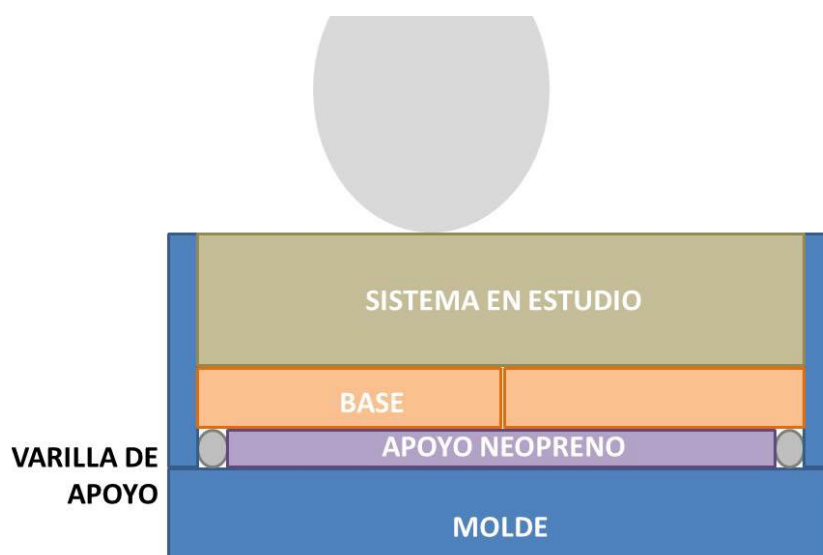 SISTEMA EN ESTUDIO
BASE
APOYO NEOPRENO
VARILLA DE
APOYO
MOLDE